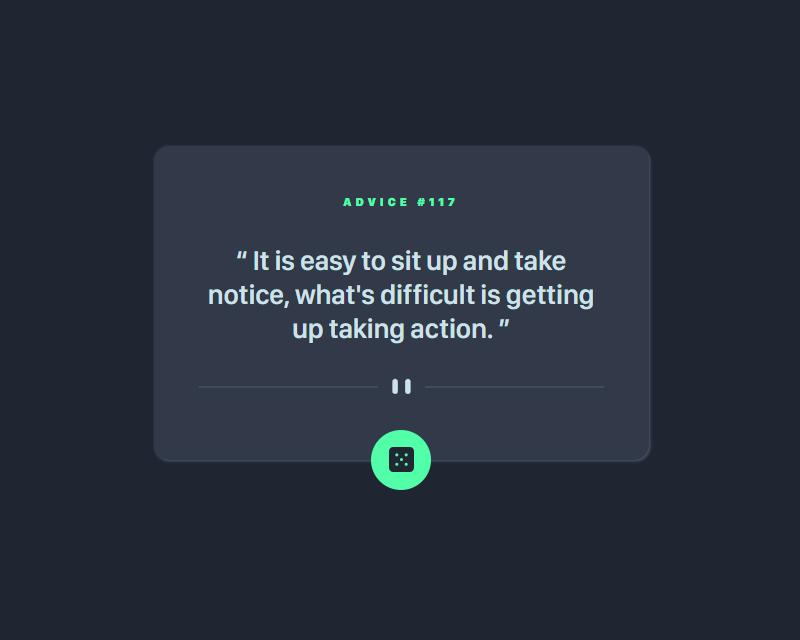 ADVICE #117
“ It is easy to sit up and take
notice, what's difficult is getting
up taking action. ”